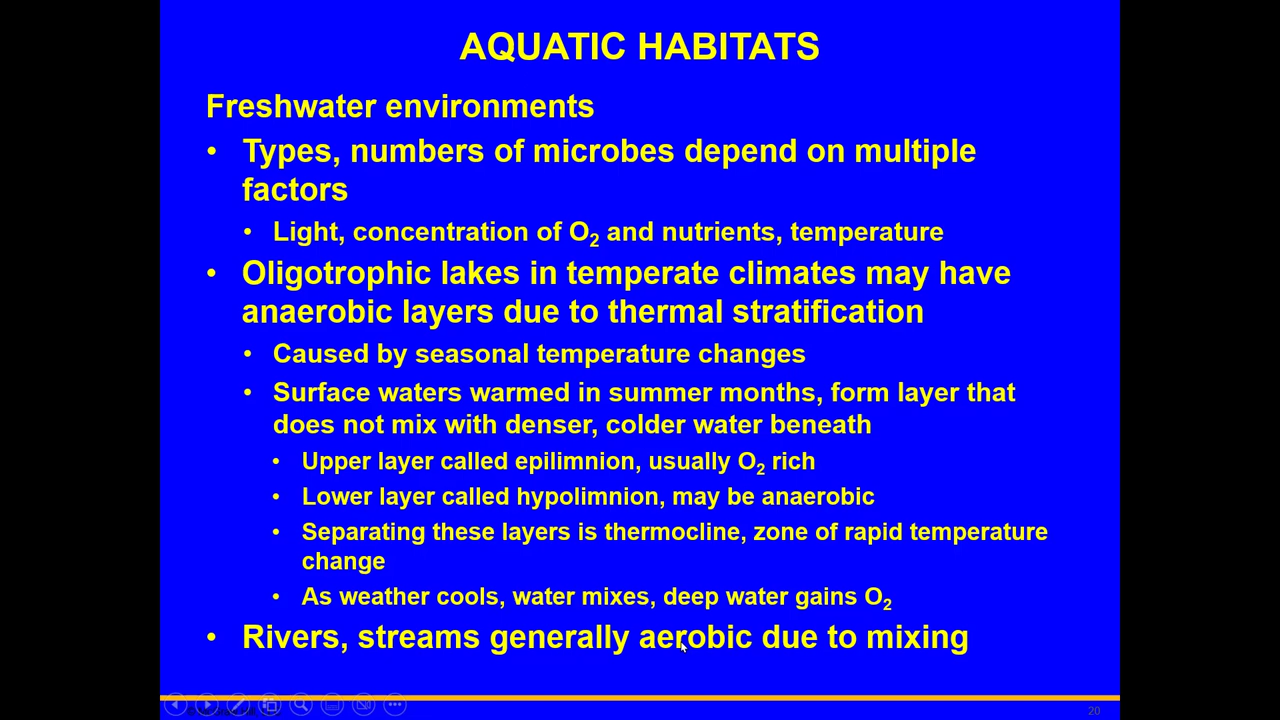 AQUATIC HABITATS
Freshwater environments
• Types, numbers of microbes depend on multiple
factors
• Light, concentration of O₂ and nutrients, temperature
• Oligotrophic lakes in temperate climates may have
anaerobic layers due to thermal stratification
• Caused by seasonal temperature changes
• Surface waters warmed in summer months, form layer that
does not mix with denser, colder water beneath
• Upper layer called epilimnion, usually O₂ rich
• Lower layer called hypolimnion, may be anaerobic
• Separating these layers is thermocline, zone of rapid temperature
change
• As weather cools, water mixes, deep water gains O₂
• Rivers, streams generally aerobic due to mixing
20